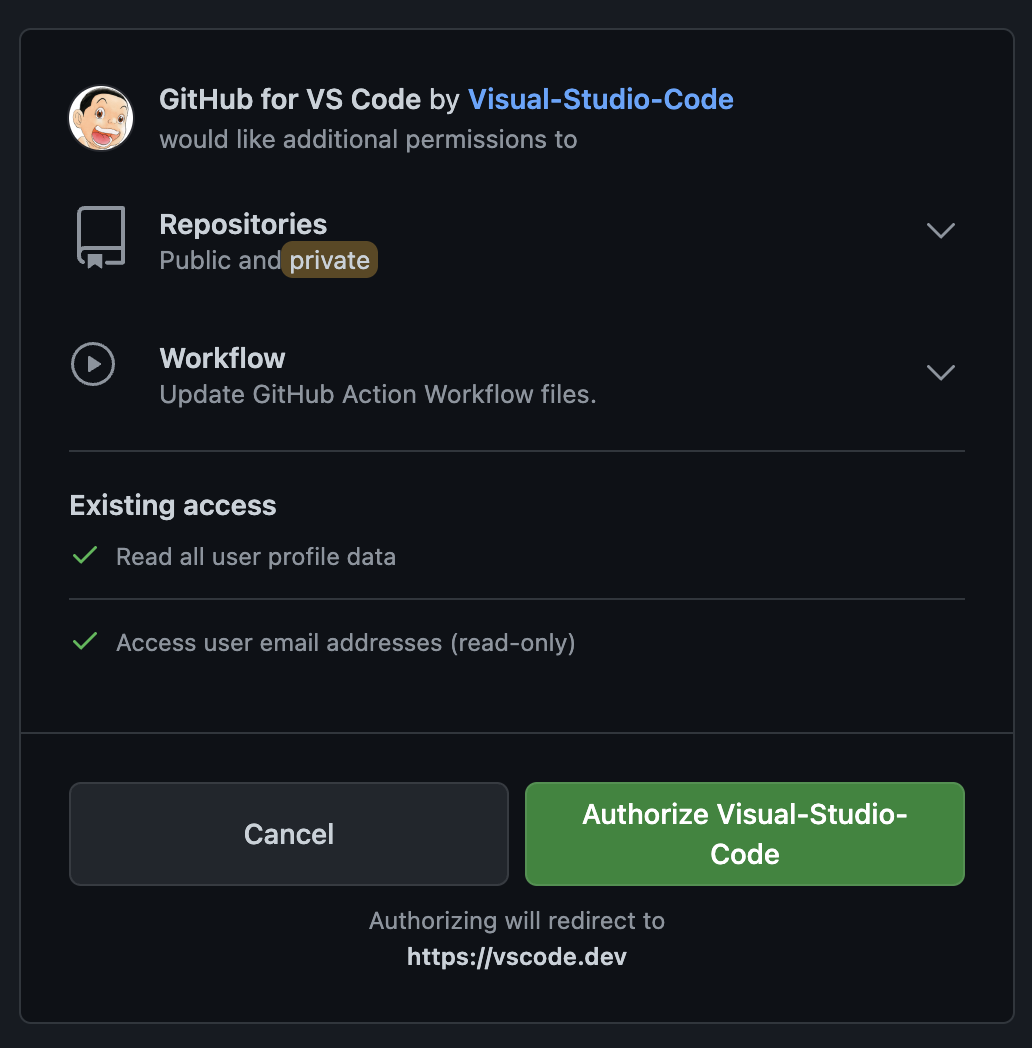 GitHub for VS Code by Visual-Studio-Code
would like additional permissions to
Repositories
Public and private
Workflow
Update GitHub Action Workflow files.
Existing access
Read all user profile data
Access user email addresses (read-only)
Cancel
Authorize Visual-Studio-
Code
Authorizing will redirect to
https://vscode.dev